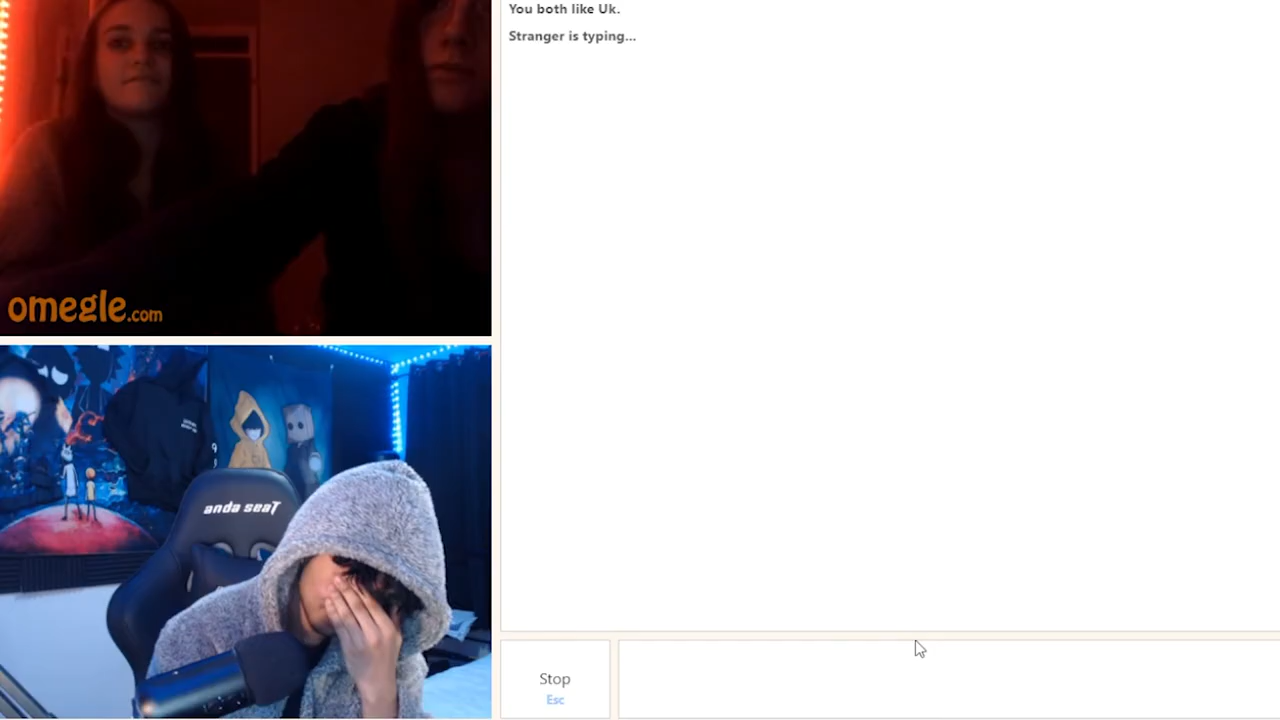 You both like Uk.
Stranger is typing...
omegle.com
anda seaT
Stop
Esc